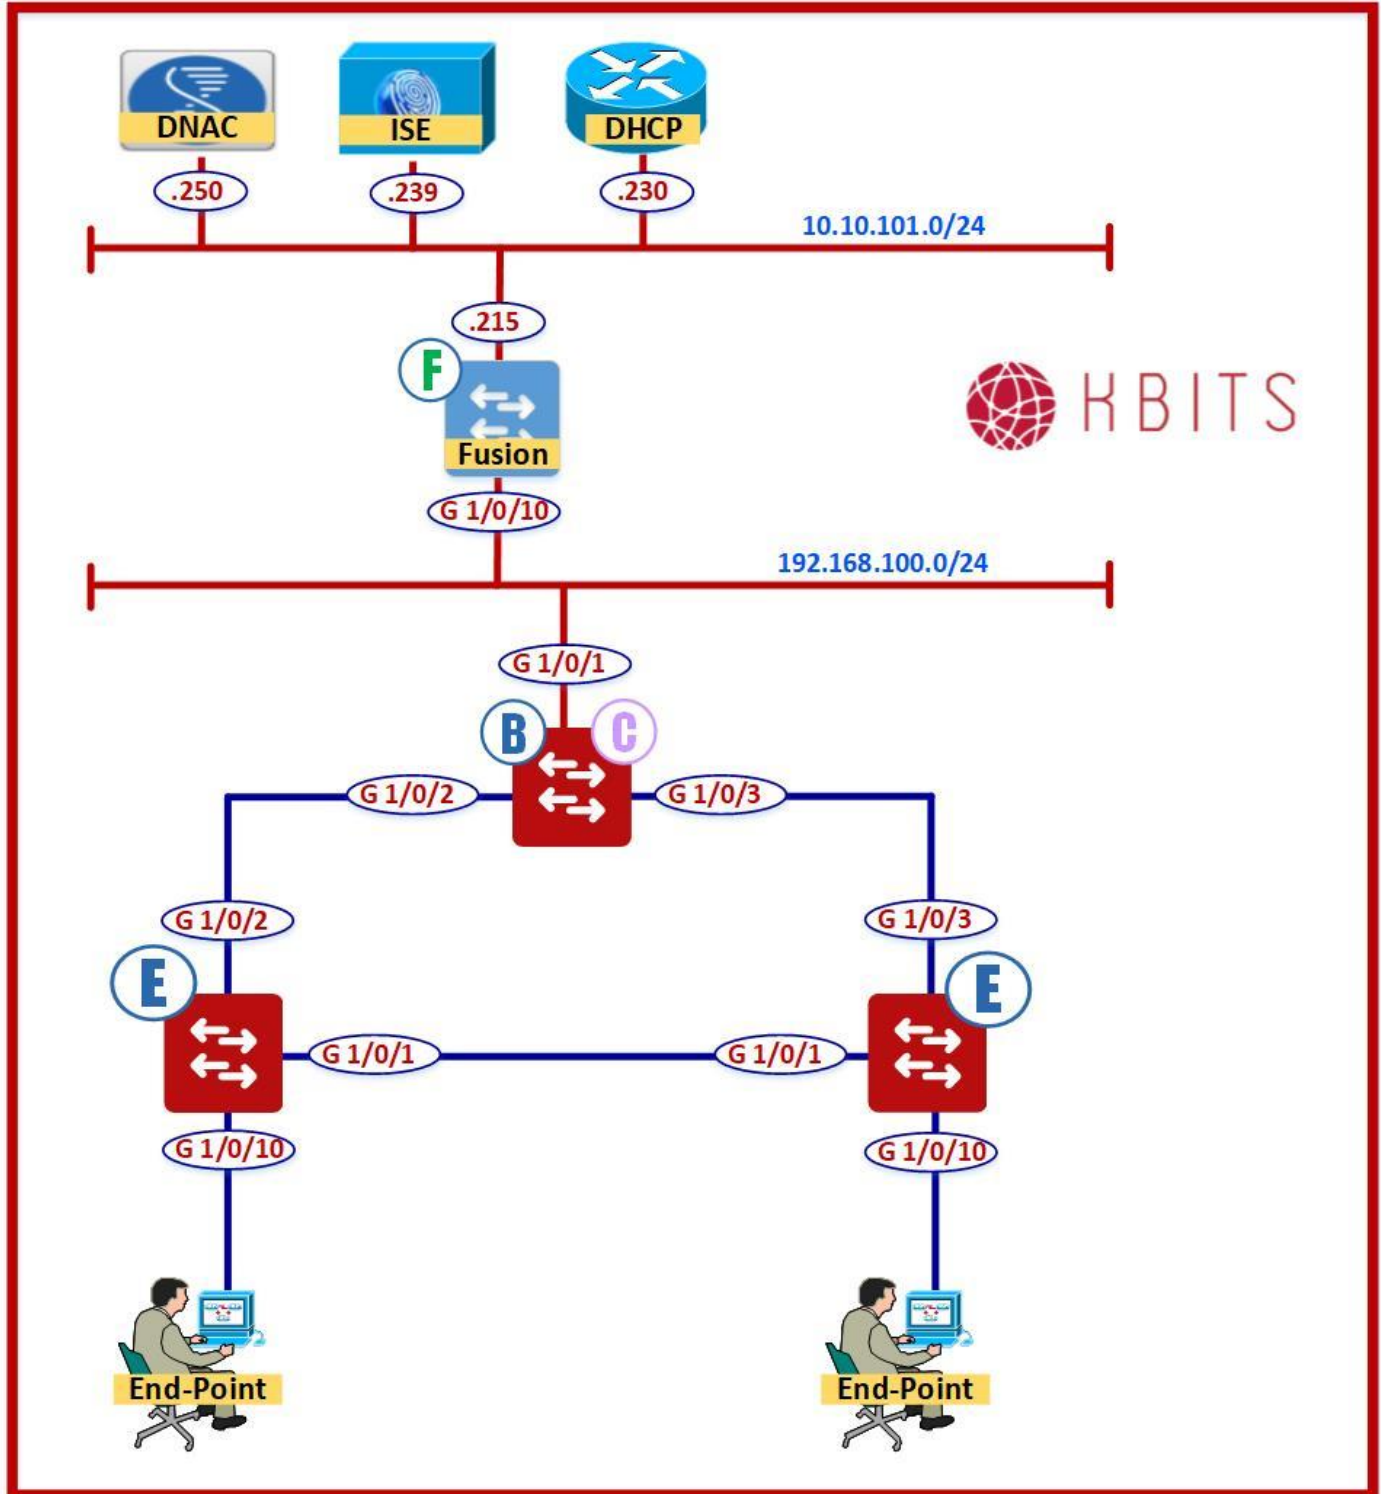 DNAC
ISE
DHCP
.250
.239
.230
10.10.101.0/24
.215
F
Fusion
KBITS
G 1/0/10
192.168.100.0/24
G 1/0/1
B
C
G 1/0/2
G 1/0/3
G 1/0/2
G 1/0/3
E
E
G 1/0/1
G 1/0/1
G 1/0/10
G 1/0/10
End-Point
End-Point